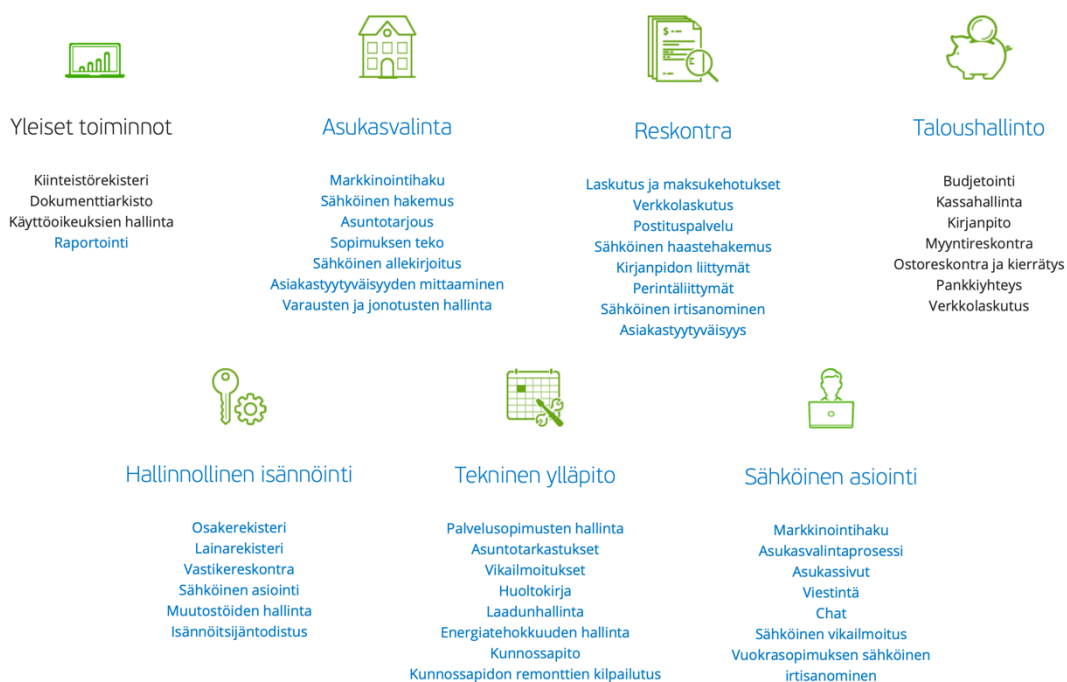 $
Yleiset toiminnot
Kiinteistörekisteri
Dokumenttiarkisto
Käyttöoikeuksien hallinta
Raportointi
Asukasvalinta
Markkinointihaku
Sähköinen hakemus
Asuntotarjous
Sopimuksen teko
Sähköinen allekirjoitus
Asiakastyytyväisyyden mittaaminen
Varausten ja jonotusten hallinta
Reskontra
Laskutus ja maksukehotukset
Verkkolaskutus
Postituspalvelu
Sähköinen haastehakemus
Kirjanpidon liittymät
Perintäliittymät
Sähköinen irtisanominen
Asiakastyytyväisyys
Taloushallinto
Budjetointi
Kassahallinta
Kirjanpito
Myyntireskontra
Ostoreskontra ja kierrätys
Pankkiyhteys
Verkkolaskutus
Hallinnollinen isännöinti
Osakerekisteri
Lainarekisteri
Vastikereskontra
Sähköinen asiointi
Muutostöiden hallinta
Isännöitsijäntodistus
Tekninen ylläpito
Palvelusopimusten hallinta
Asuntotarkastukset
Vikailmoitukset
Huoltokirja
Laadunhallinta
Energiatehokkuuden hallinta
Kunnossapito
Kunnossapidon remonttien kilpailutus
Sähköinen asiointi
Markkinointihaku
Asukasvalintaprosessi
Asukassivut
Viestintä
Chat
Sähköinen vikailmoitus
Vuokrasopimuksen sähköinen
irtisanominen